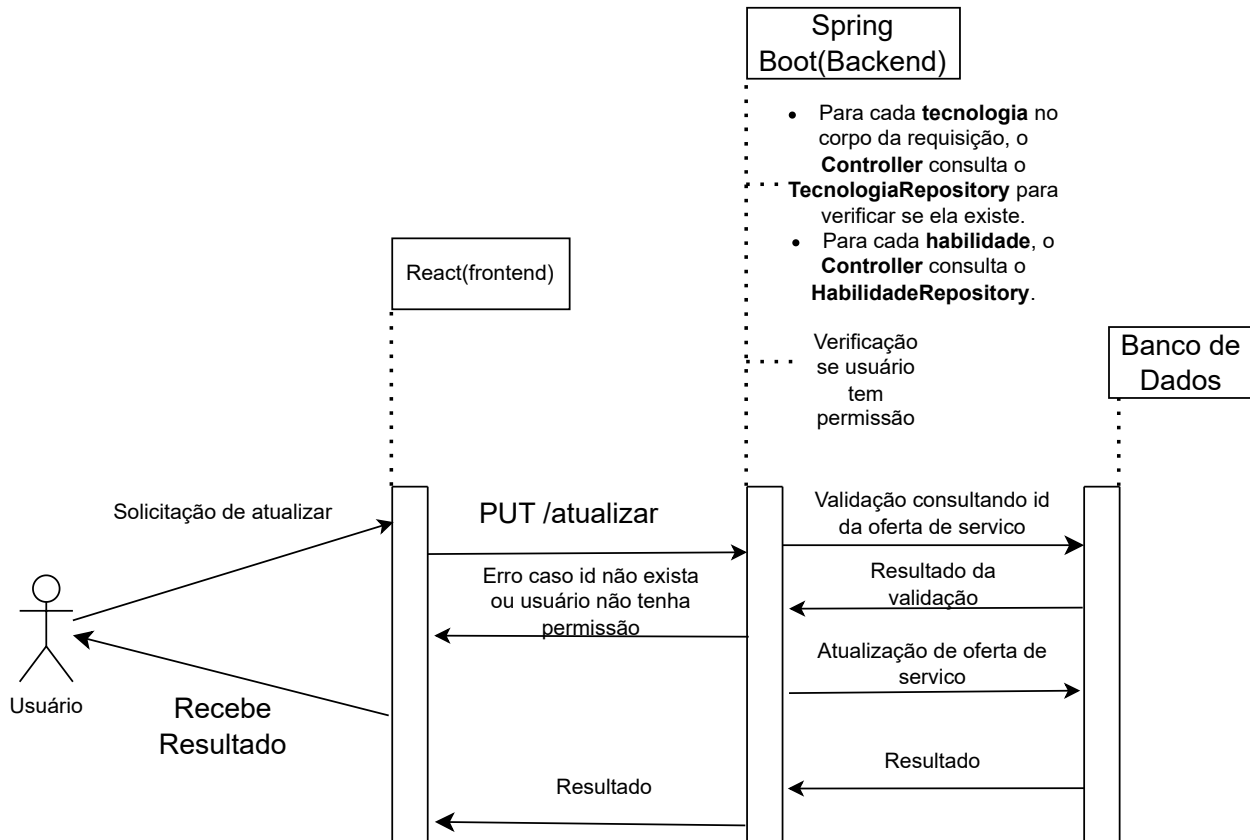 Spring
Boot(Backend)
• Para cada tecnologia no
corpo da requisição, o
Controller consulta o
TecnologiaRepository para
verificar se ela existe.
• Para cada habilidade, o
Controller consulta o
HabilidadeRepository.
React(frontend)
Verificação
se usuário
tem
permissão
Banco de
Dados
Solicitação de atualizar
PUT /atualizar
Validação consultando id
da oferta de servico
Erro caso id não exista
ou usuário não tenha
permissão
Resultado da
validação
Atualização de oferta de
servico
Usuário
Recebe
Resultado
Resultado
Resultado